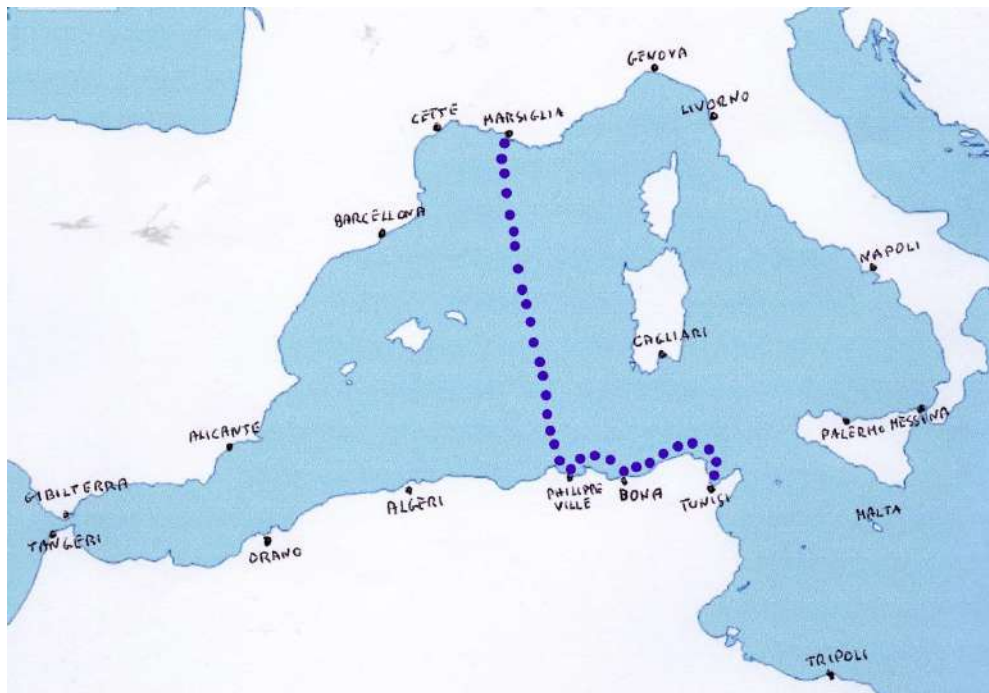 GENOVA
CETTE
MARSIGLIA
LIVORNO
BARCELLONA
NAPOLI
CAGLIARI
ALICANTE
PALERMO
MESSINA
GIBILTERRA
TANGERI
ORANO
ALGERI
PHILIPPE
VILLE
BONA
TUNISI
MALTA
TRIPOLI